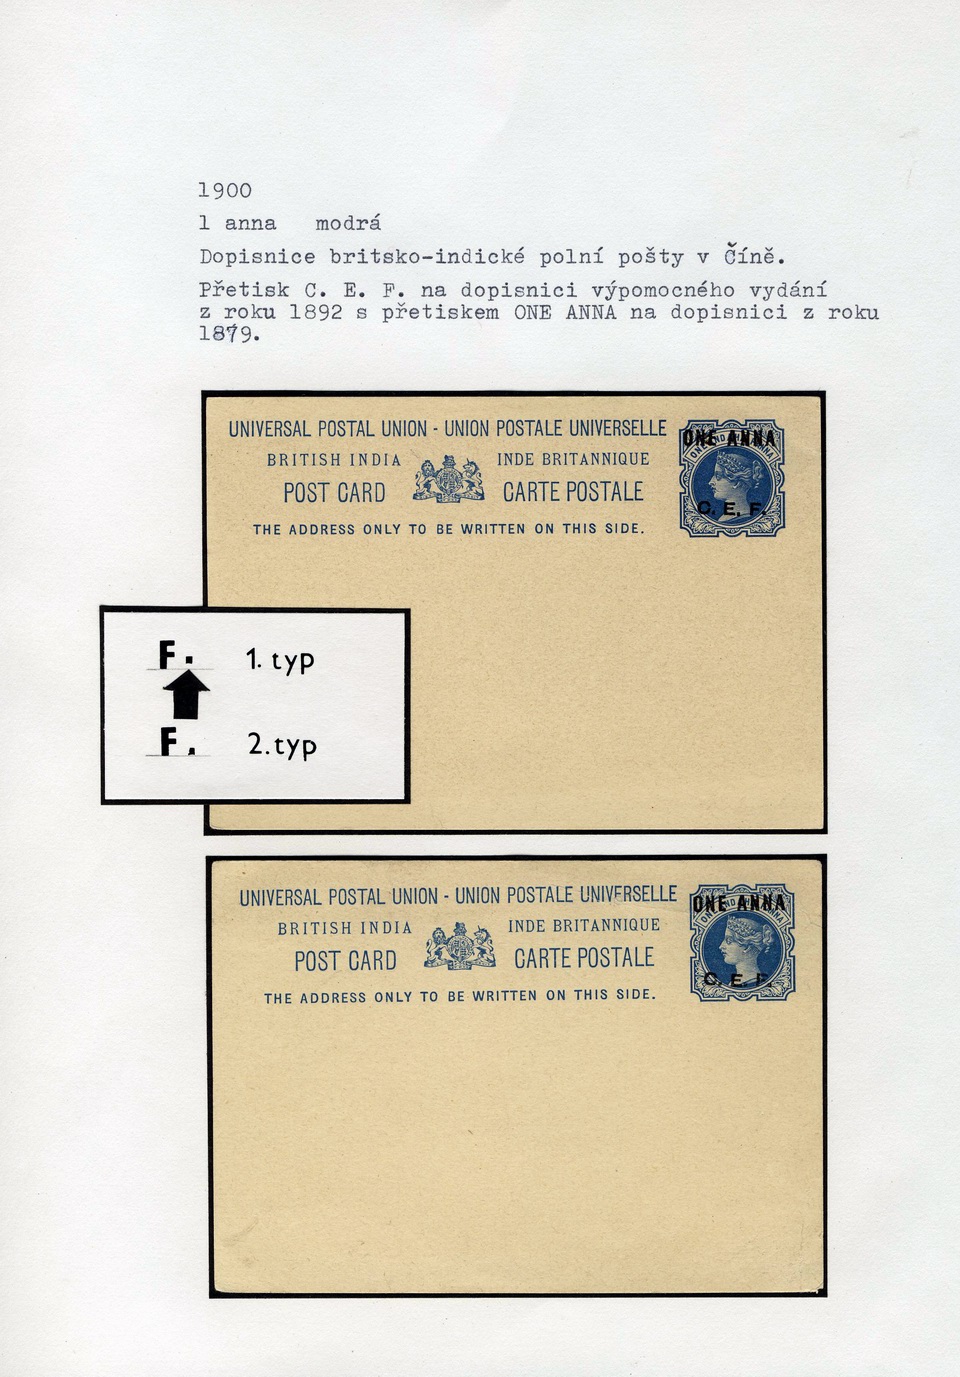 1900
1 anna modrá
Dopisnice britsko-indické polní pošty v Číně.
Přetisk C. E. F. na dopisnici výpomocného vydání
z roku 1892 s přetiskem ONE ANNA na dopisnici z roku
1879.
UNIVERSAL POSTAL UNION - UNION POSTALE UNIVERSELLE
BRITISH INDIA INDE BRITANNIQUE
POST CARD CARTE POSTALE
THE ADDRESS ONLY TO BE WRITTEN ON THIS SIDE.
ONE ANNA
C. E. F.
F. 1. typ
F. 2. typ
UNIVERSAL POSTAL UNION - UNION POSTALE UNIVERSELLE
BRITISH INDIA INDE BRITANNIQUE
POST CARD CARTE POSTALE
THE ADDRESS ONLY TO BE WRITTEN ON THIS SIDE.
ONE ANNA
C. E. F.